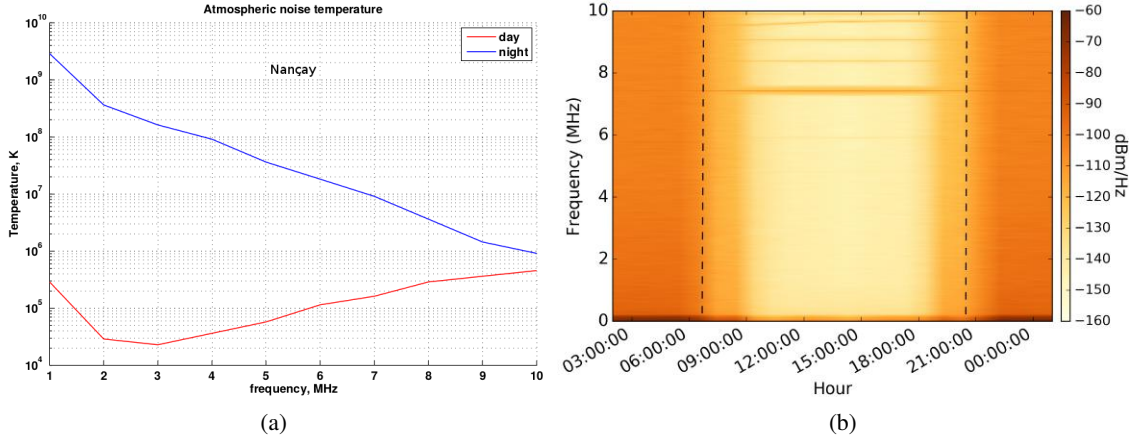 Atmospheric noise temperature
day
night
Nançay
10^10
10^9
10^8
10^7
10^6
10^5
10^4
Temperature, K
1 2 3 4 5 6 7 8 9 10
frequency, MHz
(a)
10
8
6
4
2
0
Frequency (MHz)
03:00:00 06:00:00 09:00:00 12:00:00 15:00:00 18:00:00 21:00:00 00:00:00
Hour
−60
−70
−80
−90
−100
−110
−120
−130
−140
−150
−160
dBm/Hz
(b)